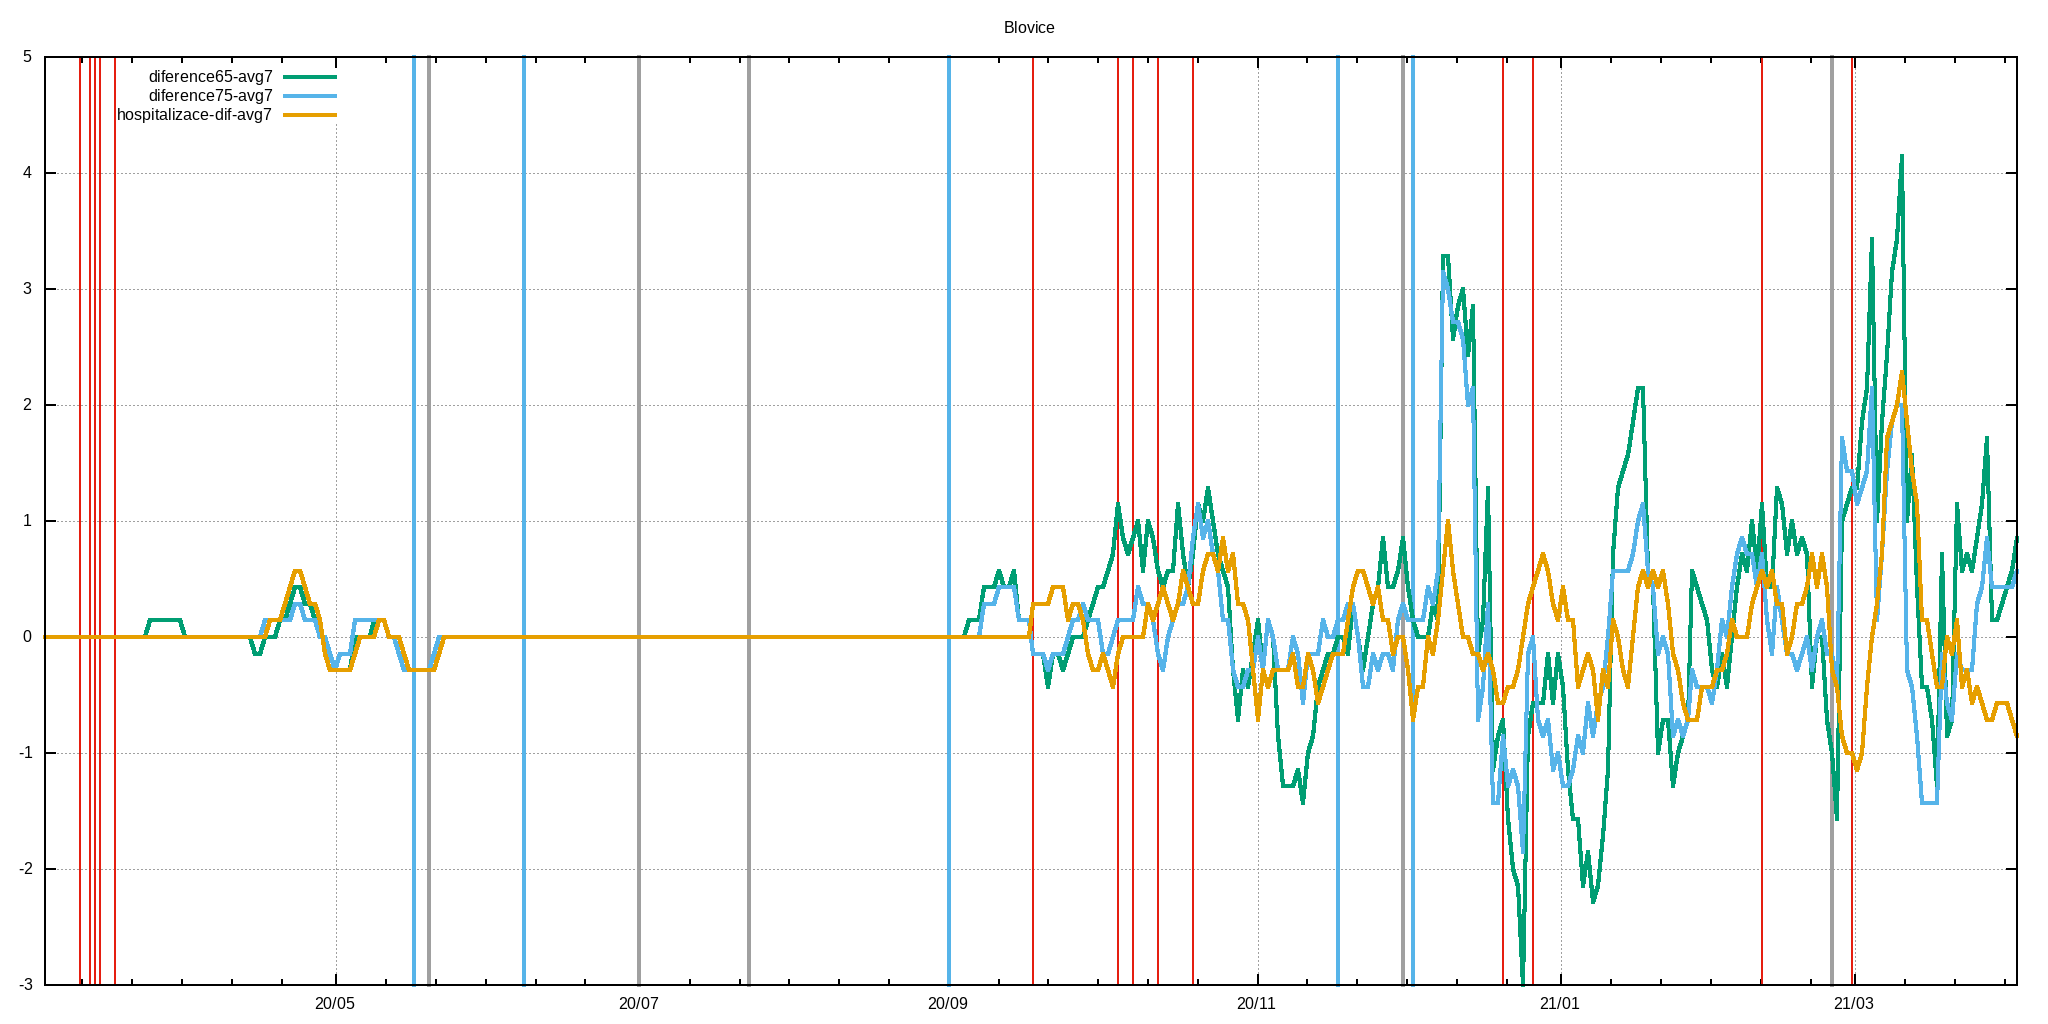 Blovice
diference65-avg7
diference75-avg7
hospitalizace-dif-avg7
5
4
3
2
1
0
-1
-2
-3
20/05 20/07 20/09 20/11 21/01 21/03